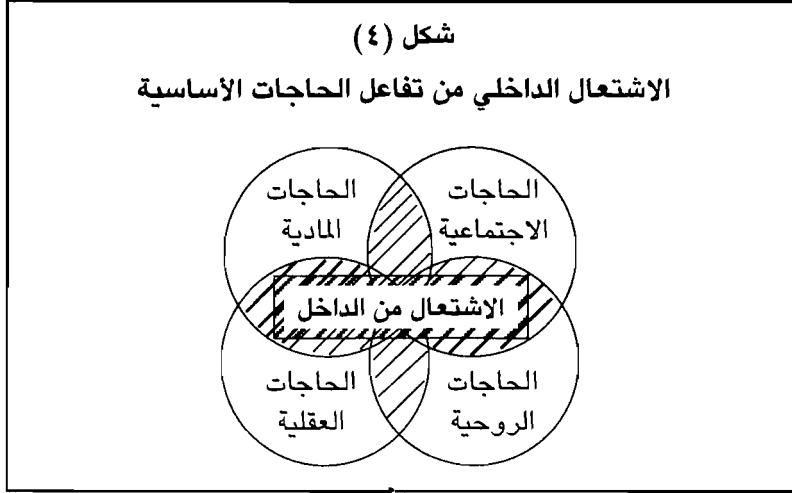 شكل (٤)
الاشتعال الداخلي من تفاعل الحاجات الأساسية
الحاجات
الاجتماعية
الحاجات
المادية
الاشتعال من الداخل
الحاجات
الروحية
الحاجات
العقلية